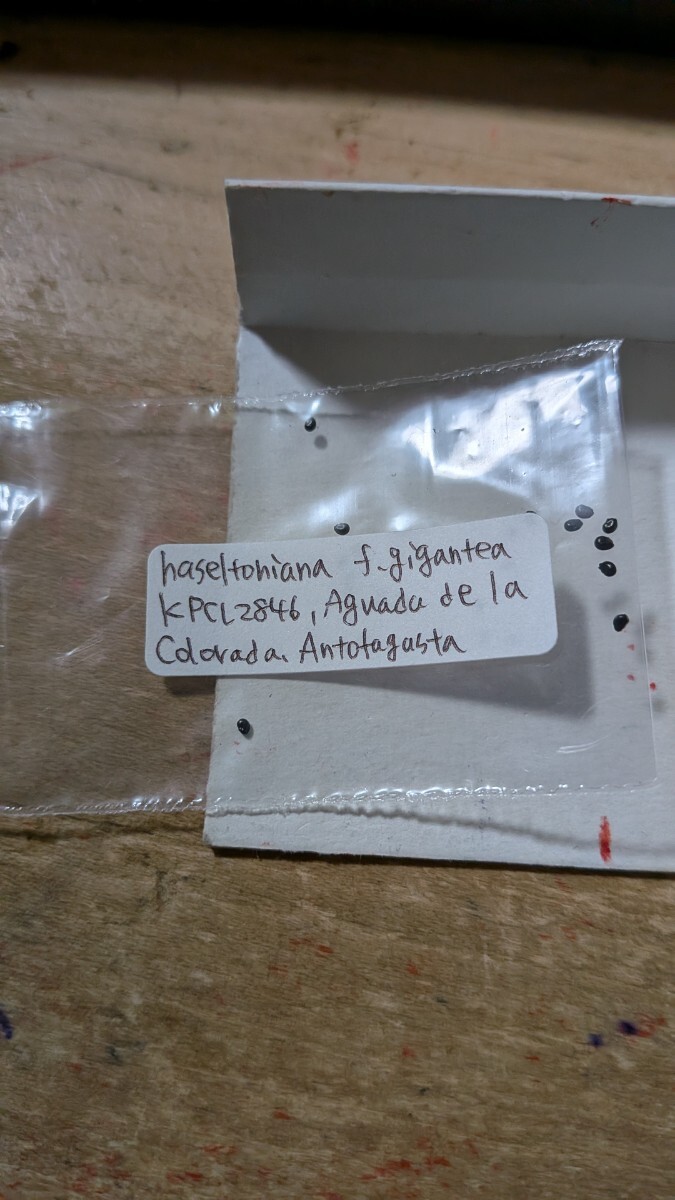 haseltoniana f.gigantea
KPCL2846, Aguada de la
Colorada. Antofagasta